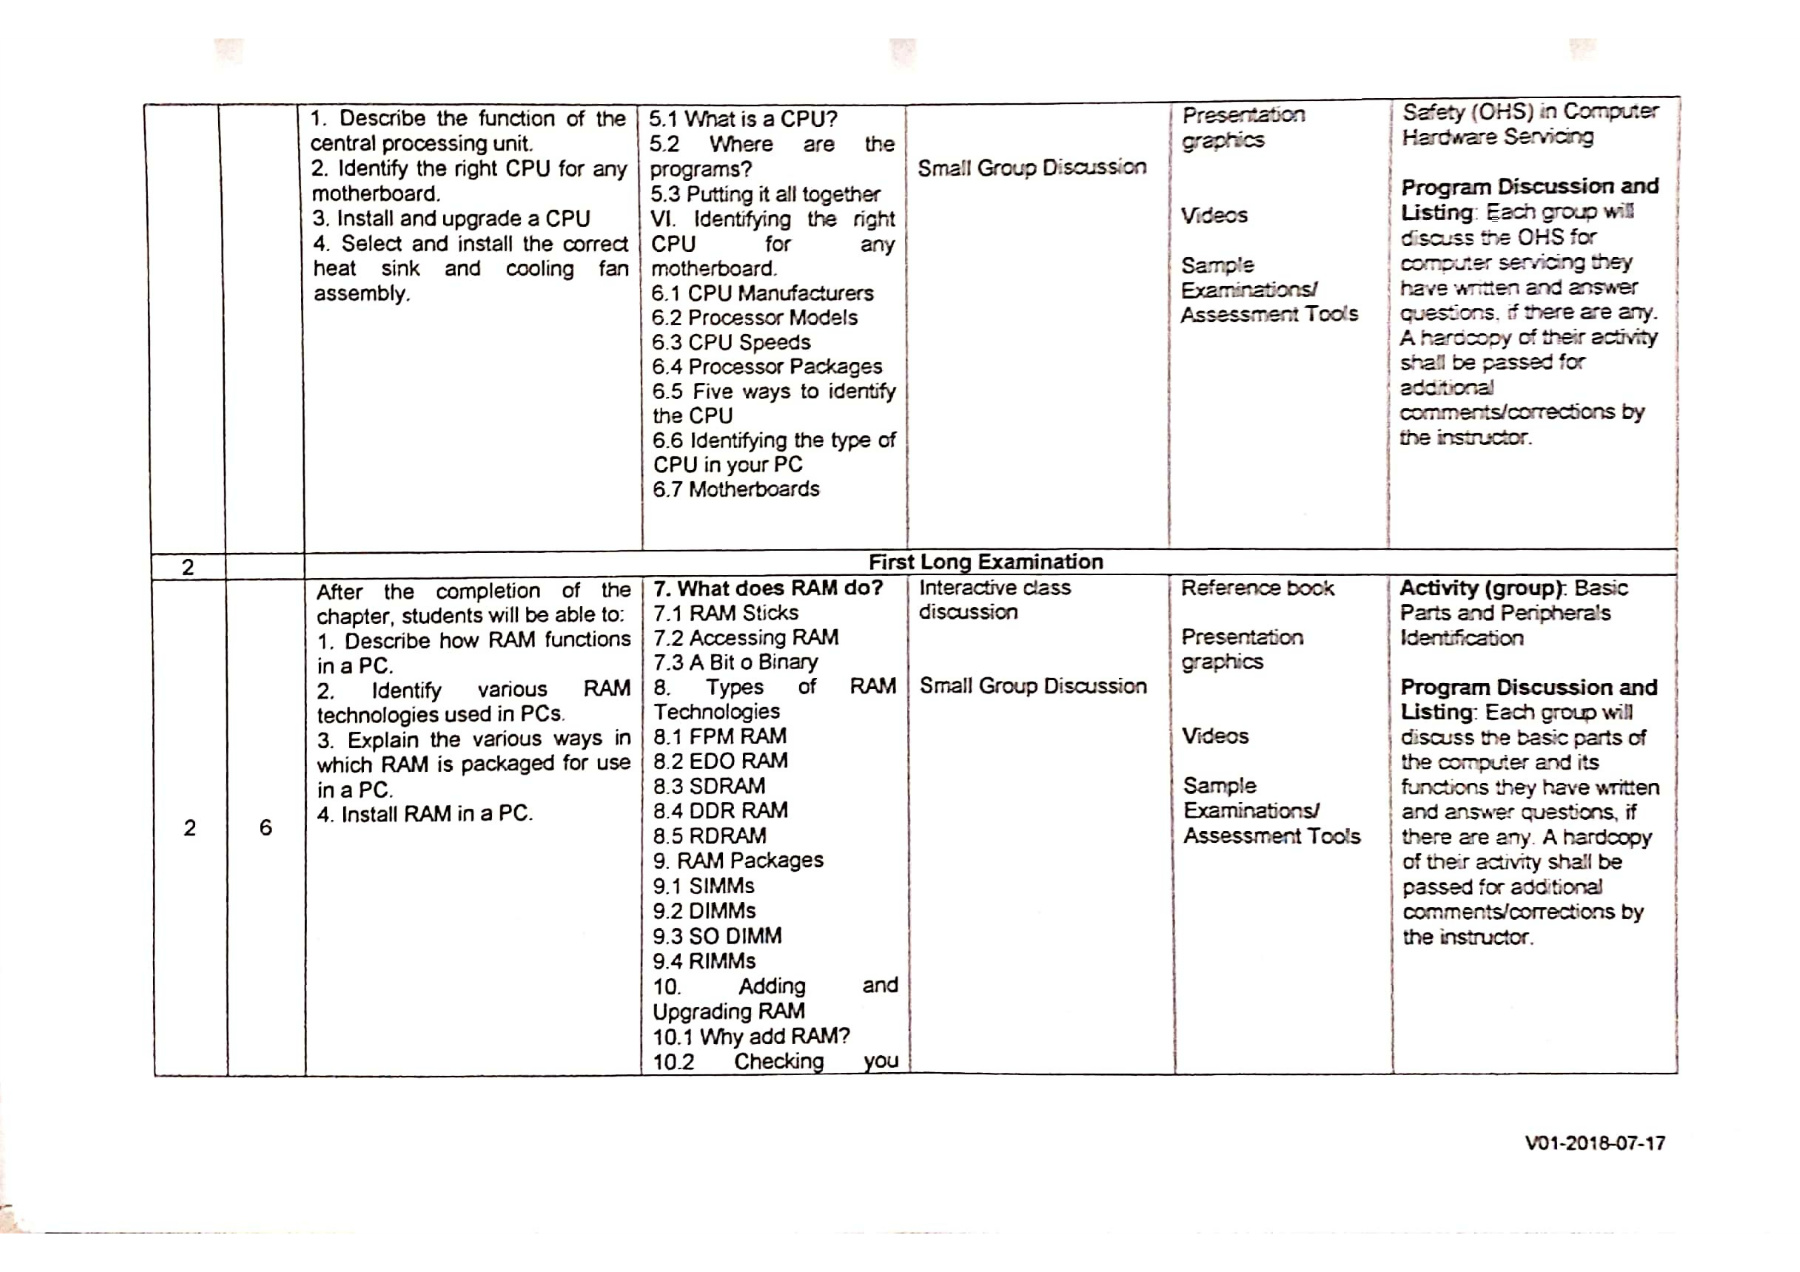 1. Describe the function of the
central processing unit.
2. Identify the right CPU for any
motherboard.
3. Install and upgrade a CPU
4. Select and install the correct
heat sink and cooling fan
assembly.
5.1 What is a CPU?
5.2 Where are the
programs?
5.3 Putting it all together
VI. Identifying the right
CPU for any
motherboard.
6.1 CPU Manufacturers
6.2 Processor Models
6.3 CPU Speeds
6.4 Processor Packages
6.5 Five ways to identify
the CPU
6.6 Identifying the type of
CPU in your PC
6.7 Motherboards
Small Group Discussion
Presentation
graphics
Videos
Sample
Examinations/
Assessment Tools
Safety (OHS) in Computer
Hardware Servicing
Program Discussion and
Listing: Each group will
discuss the OHS for
computer servicing they
have written and answer
questions, if there are any.
A hardcopy of their activity
shall be passed for
additional
comments/corrections by
the instructor.
2
First Long Examination
2
6
After the completion of the
chapter, students will be able to:
1. Describe how RAM functions
in a PC.
2. Identify various RAM
technologies used in PCs.
3. Explain the various ways in
which RAM is packaged for use
in a PC.
4. Install RAM in a PC.
7. What does RAM do?
7.1 RAM Sticks
7.2 Accessing RAM
7.3 A Bit o Binary
8. Types of RAM
Technologies
8.1 FPM RAM
8.2 EDO RAM
8.3 SDRAM
8.4 DDR RAM
8.5 RDRAM
9. RAM Packages
9.1 SIMMs
9.2 DIMMs
9.3 SO DIMM
9.4 RIMMs
10. Adding and
Upgrading RAM
10.1 Why add RAM?
10.2 Checking you
Interactive class
discussion
Small Group Discussion
Reference book
Presentation
graphics
Videos
Sample
Examinations/
Assessment Tools
Activity (group): Basic
Parts and Peripherals
Identification
Program Discussion and
Listing: Each group will
discuss the basic parts of
the computer and its
functions they have written
and answer questions, if
there are any. A hardcopy
of their activity shall be
passed for additional
comments/corrections by
the instructor.
V01-2018-07-17